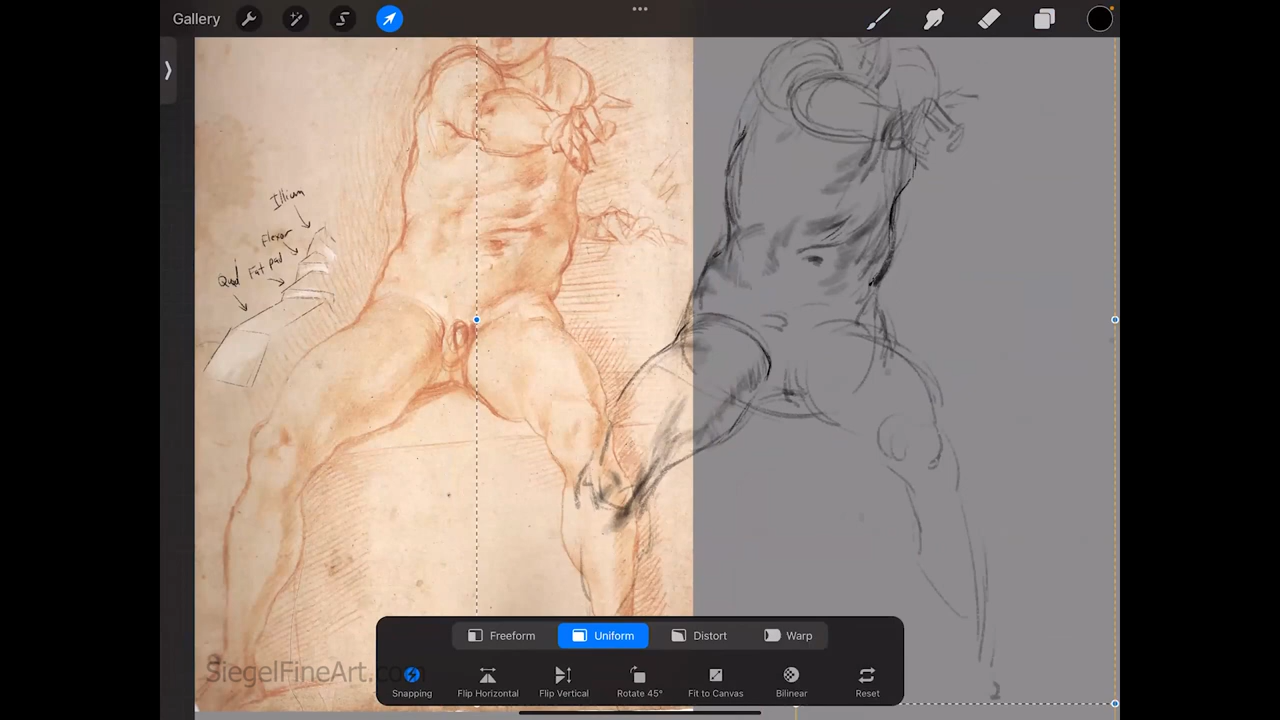 Gallery
Illium
Flexor
Fat pad
Quad
Freeform
Uniform
Distort
Warp
SiegelFineArt.com
Snapping
Flip Horizontal
Flip Vertical
Rotate 45°
Fit to Canvas
Bilinear
Reset